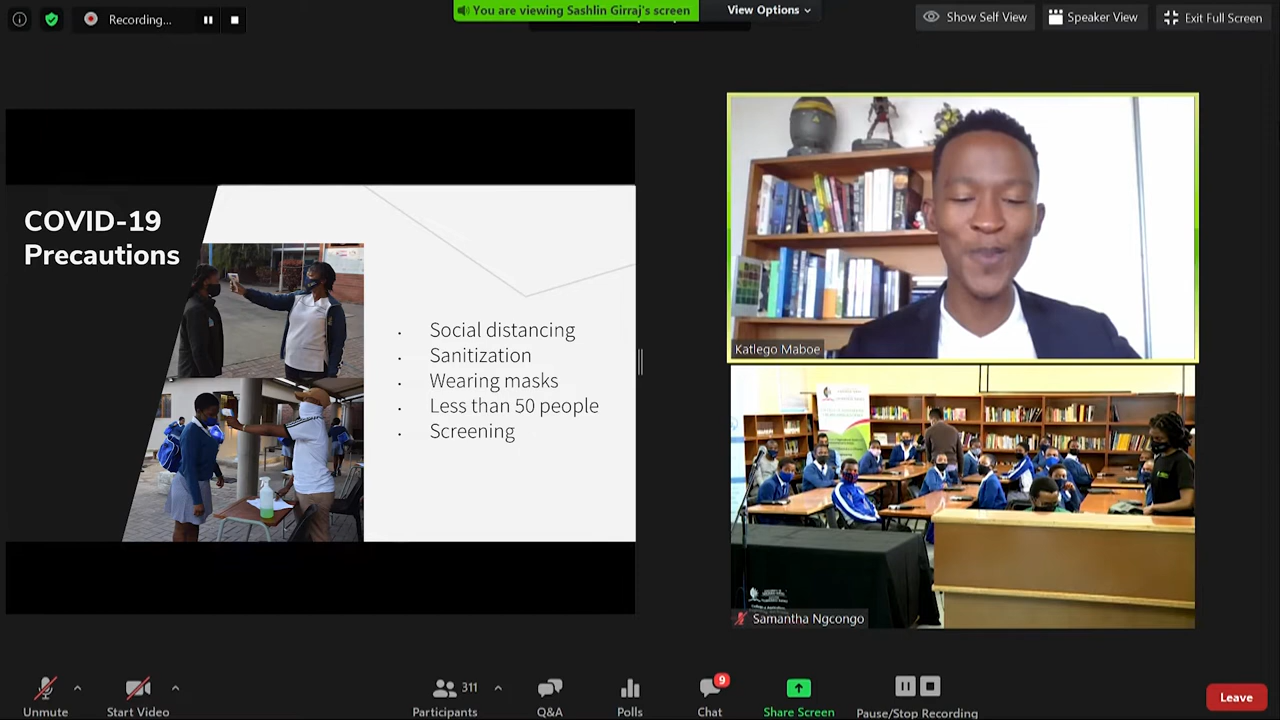 Recording...
You are viewing Sashlin Girraj's screen
View Options
Show Self View
Speaker View
Exit Full Screen
COVID-19
Precautions
. Social distancing
. Sanitization
. Wearing masks
. Less than 50 people
. Screening
Katlego Maboe
Samantha Ngcongo
Unmute
Start Video
311
Participants
Q&A
Polls
9
Chat
Share Screen
Pause/Stop Recording
Leave